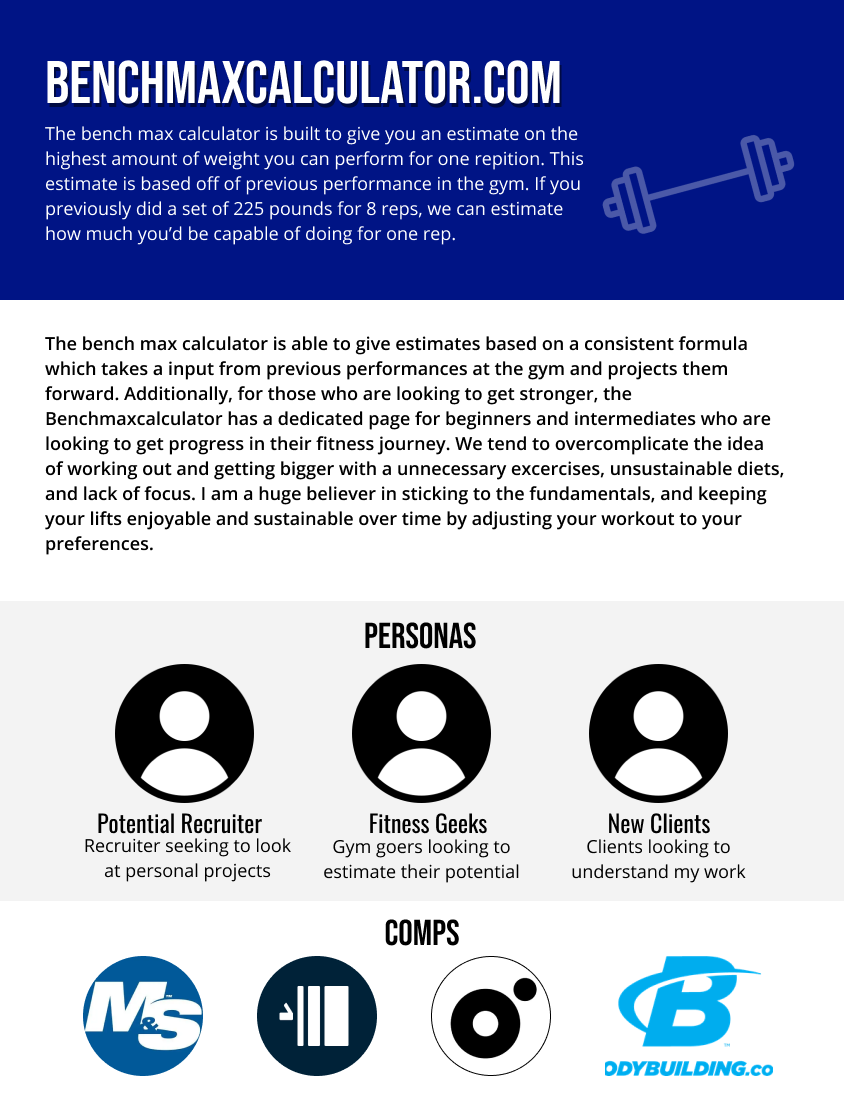 BENCHMAXCALCULATOR.COM
The bench max calculator is built to give you an estimate on the
highest amount of weight you can perform for one repition. This
estimate is based off of previous performance in the gym. If you
previously did a set of 225 pounds for 8 reps, we can estimate
how much you’d be capable of doing for one rep.
The bench max calculator is able to give estimates based on a consistent formula
which takes a input from previous performances at the gym and projects them
forward. Additionally, for those who are looking to get stronger, the
Benchmaxcalculator has a dedicated page for beginners and intermediates who are
looking to get progress in their fitness journey. We tend to overcomplicate the idea
of working out and getting bigger with a unnecessary excercises, unsustainable diets,
and lack of focus. I am a huge believer in sticking to the fundamentals, and keeping
your lifts enjoyable and sustainable over time by adjusting your workout to your
preferences.
PERSONAS
Potential Recruiter
Recruiter seeking to look
at personal projects
Fitness Geeks
Gym goers looking to
estimate their potential
New Clients
Clients looking to
understand my work
COMPS
M&S
B
ODYBUILDING.co